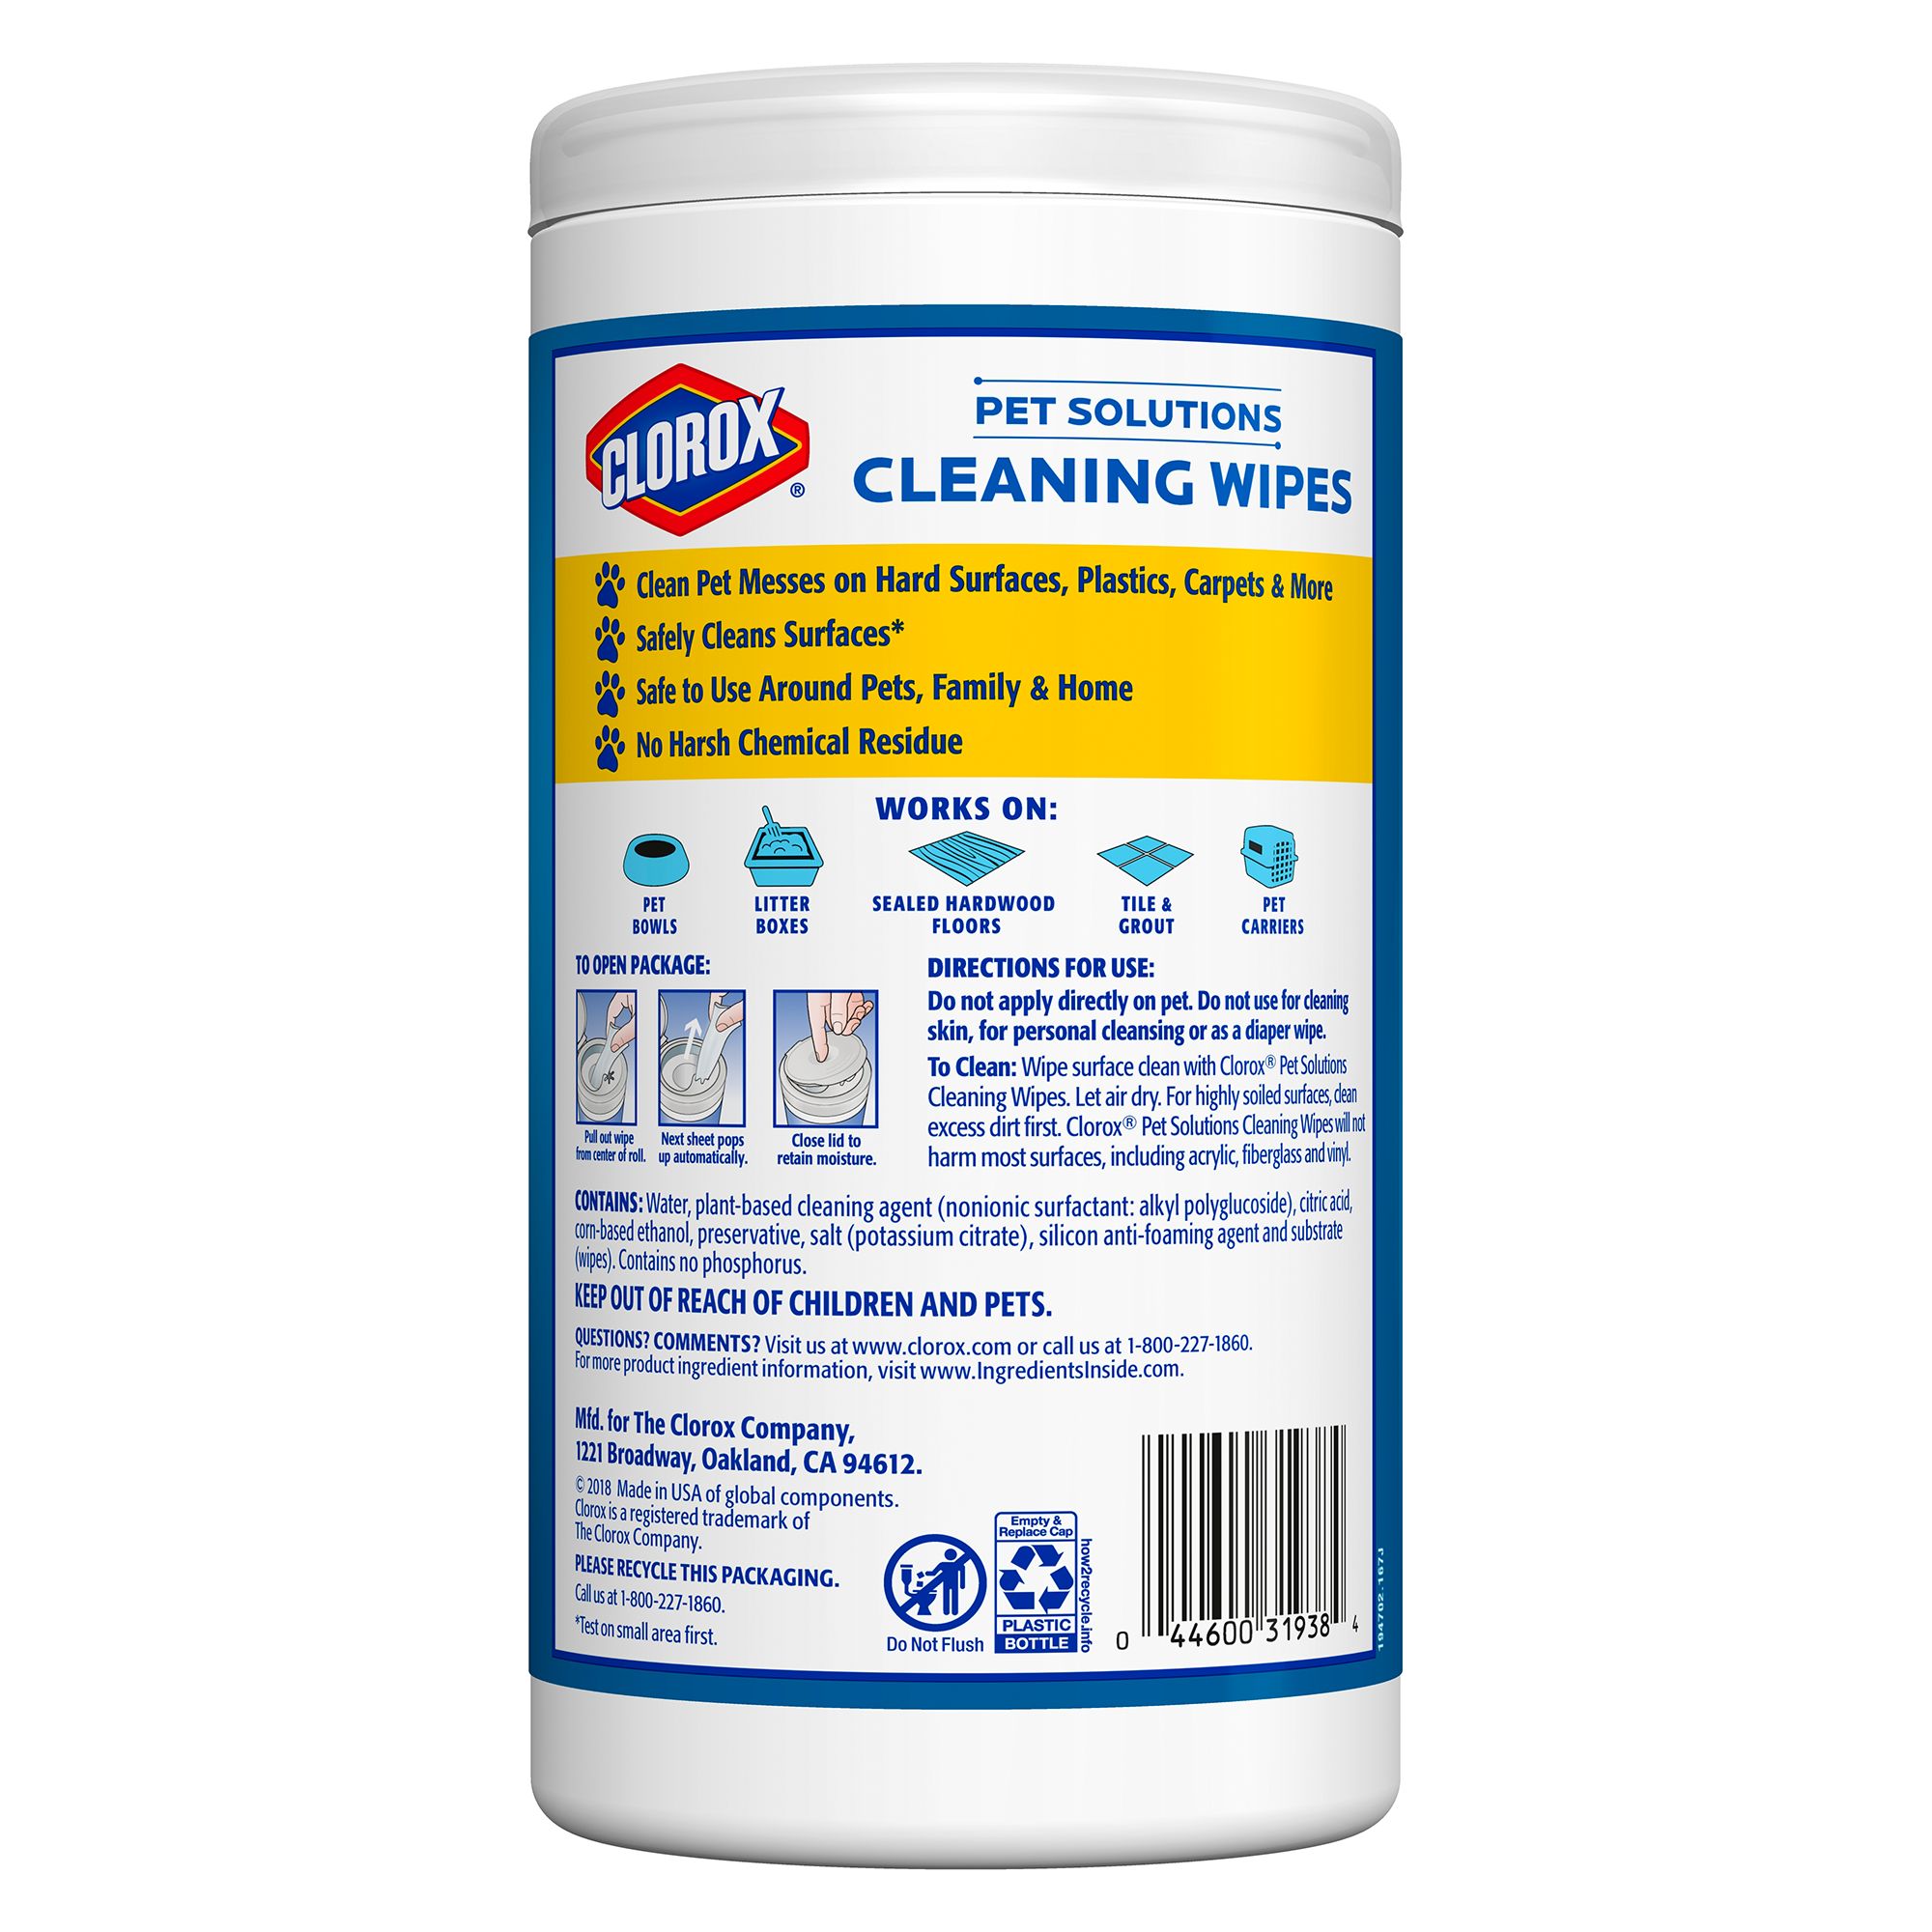 CLOROX®
PET SOLUTIONS
CLEANING WIPES
Clean Pet Messes on Hard Surfaces, Plastics, Carpets & More
Safely Cleans Surfaces*
Safe to Use Around Pets, Family & Home
No Harsh Chemical Residue
WORKS ON:
PET
BOWLS
LITTER
BOXES
SEALED HARDWOOD
FLOORS
TILE &
GROUT
PET
CARRIERS
TO OPEN PACKAGE:
Pull out wipe
from center of roll.
Next sheet pops
up automatically.
Close lid to
retain moisture.
DIRECTIONS FOR USE:
Do not apply directly on pet. Do not use for cleaning
skin, for personal cleansing or as a diaper wipe.
To Clean: Wipe surface clean with Clorox® Pet Solutions
Cleaning Wipes. Let air dry. For highly soiled surfaces, clean
excess dirt first. Clorox® Pet Solutions Cleaning Wipes will not
harm most surfaces, including acrylic, fiberglass and vinyl.
CONTAINS: Water, plant-based cleaning agent (nonionic surfactant: alkyl polyglucoside), citric acid,
corn-based ethanol, preservative, salt (potassium citrate), silicon anti-foaming agent and substrate
(wipes). Contains no phosphorus.
KEEP OUT OF REACH OF CHILDREN AND PETS.
QUESTIONS? COMMENTS? Visit us at www.clorox.com or call us at 1-800-227-1860.
For more product ingredient information, visit www.IngredientsInside.com.
Mfd. for The Clorox Company,
1221 Broadway, Oakland, CA 94612.
© 2018 Made in USA of global components.
Clorox is a registered trademark of
The Clorox Company.
PLEASE RECYCLE THIS PACKAGING.
Call us at 1-800-227-1860.
*Test on small area first.
Do Not Flush
Empty &
Replace Cap
PLASTIC
BOTTLE
how2recycle.info
0 44600 31938 4
194702.167J